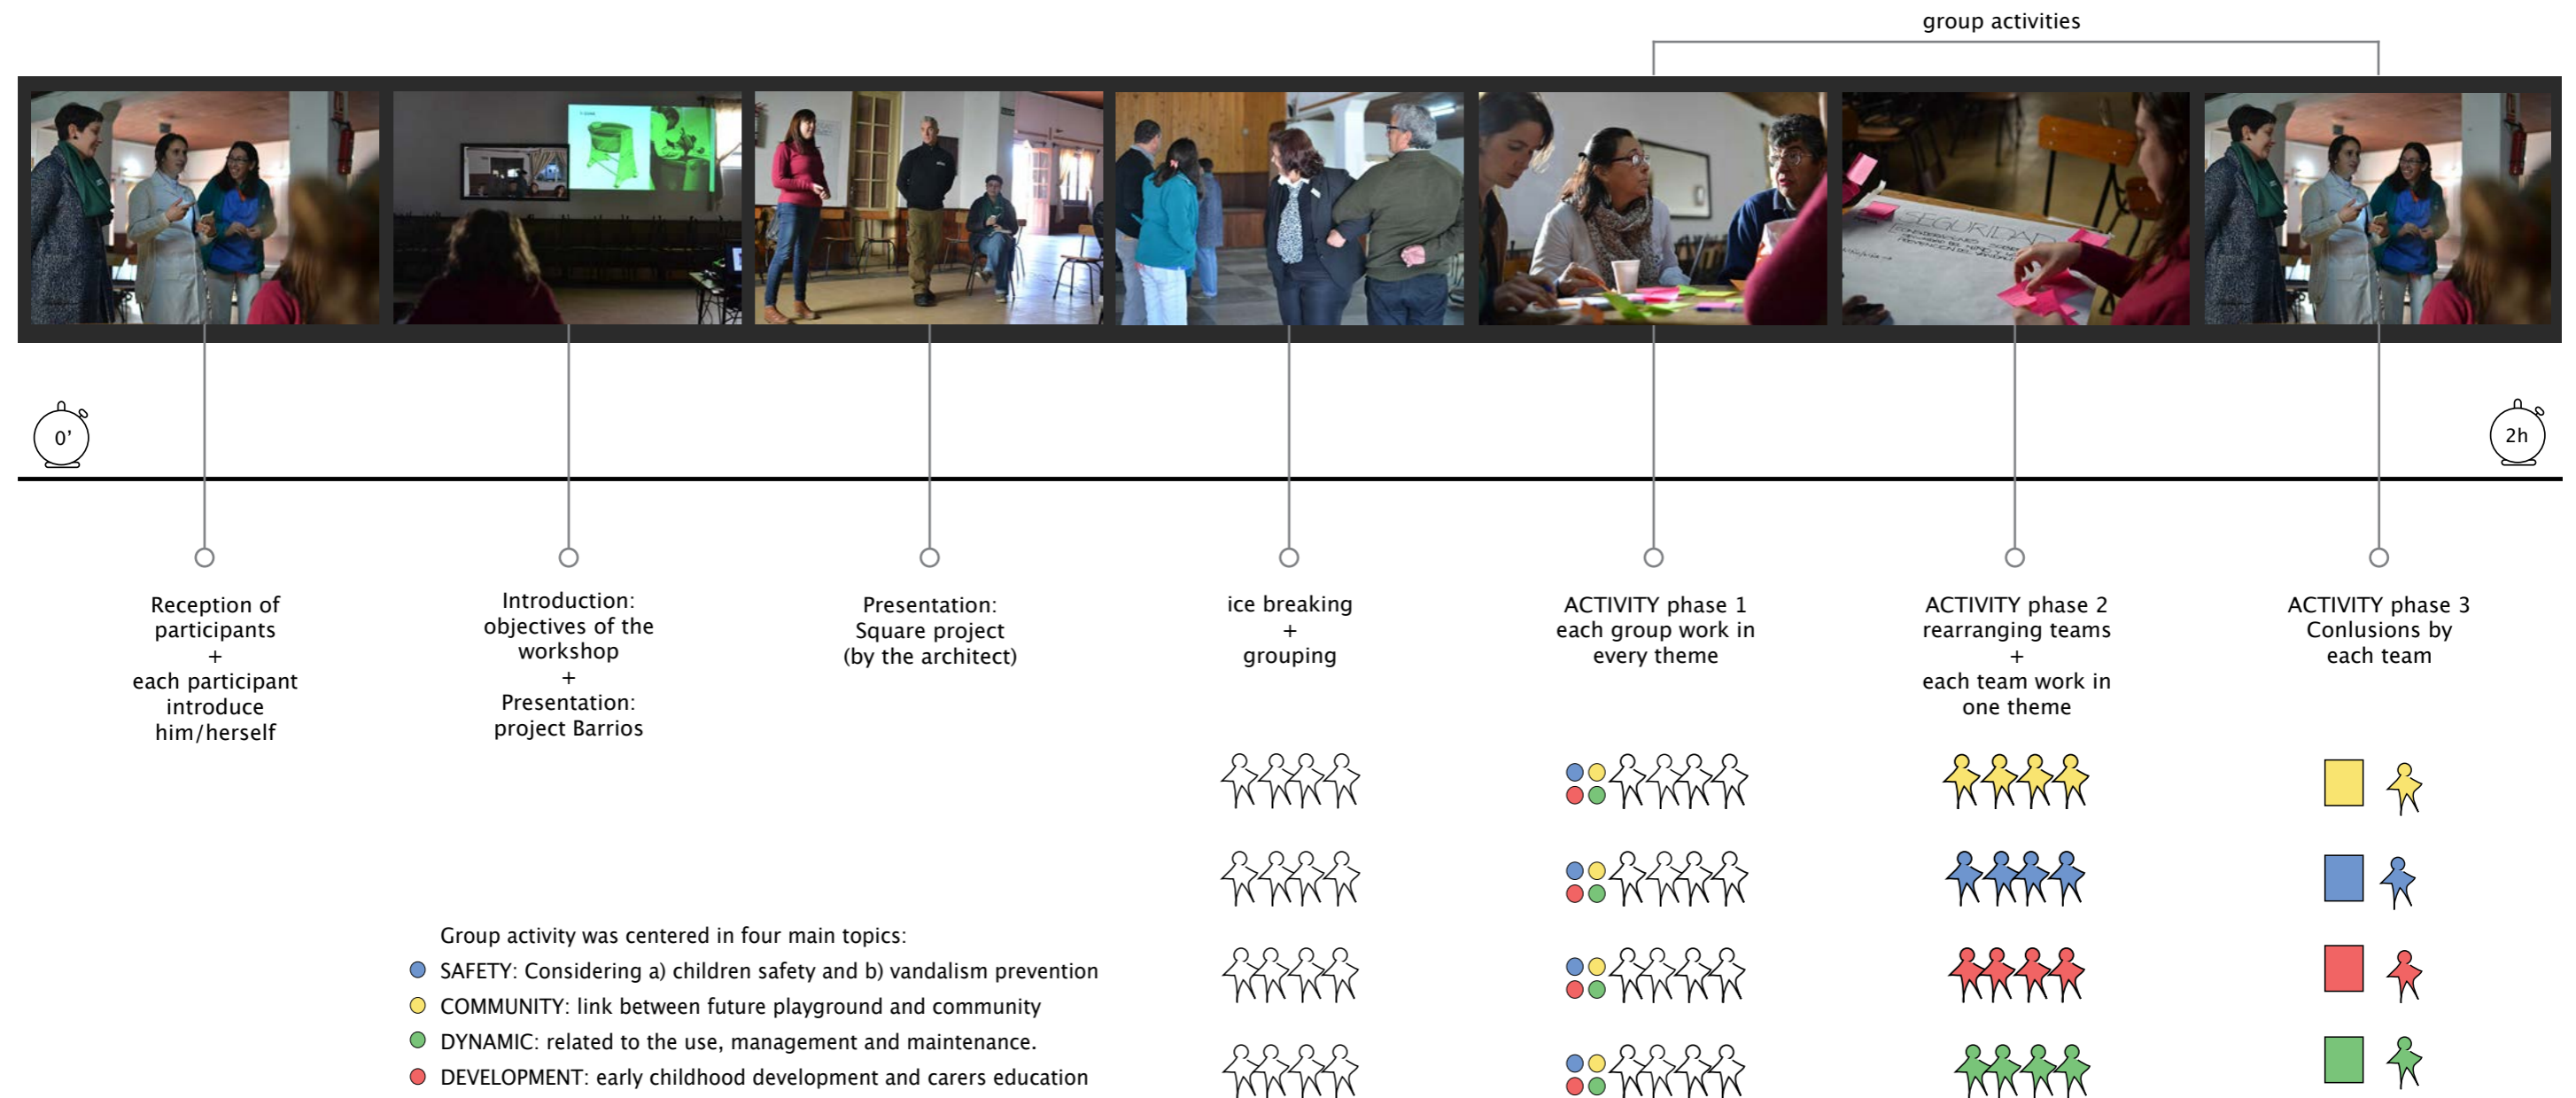 group activities
SEGURIDAD
0’
2h
Reception of
participants
+
each participant
introduce
him/herself
Introduction:
objectives of the
workshop
+
Presentation:
project Barrios
Presentation:
Square project
(by the architect)
ice breaking
+
grouping
ACTIVITY phase 1
each group work in
every theme
ACTIVITY phase 2
rearranging teams
+
each team work in
one theme
ACTIVITY phase 3
Conlusions by
each team
Group activity was centered in four main topics:
SAFETY: Considering a) children safety and b) vandalism prevention
COMMUNITY: link between future playground and community
DYNAMIC: related to the use, management and maintenance.
DEVELOPMENT: early childhood development and carers education